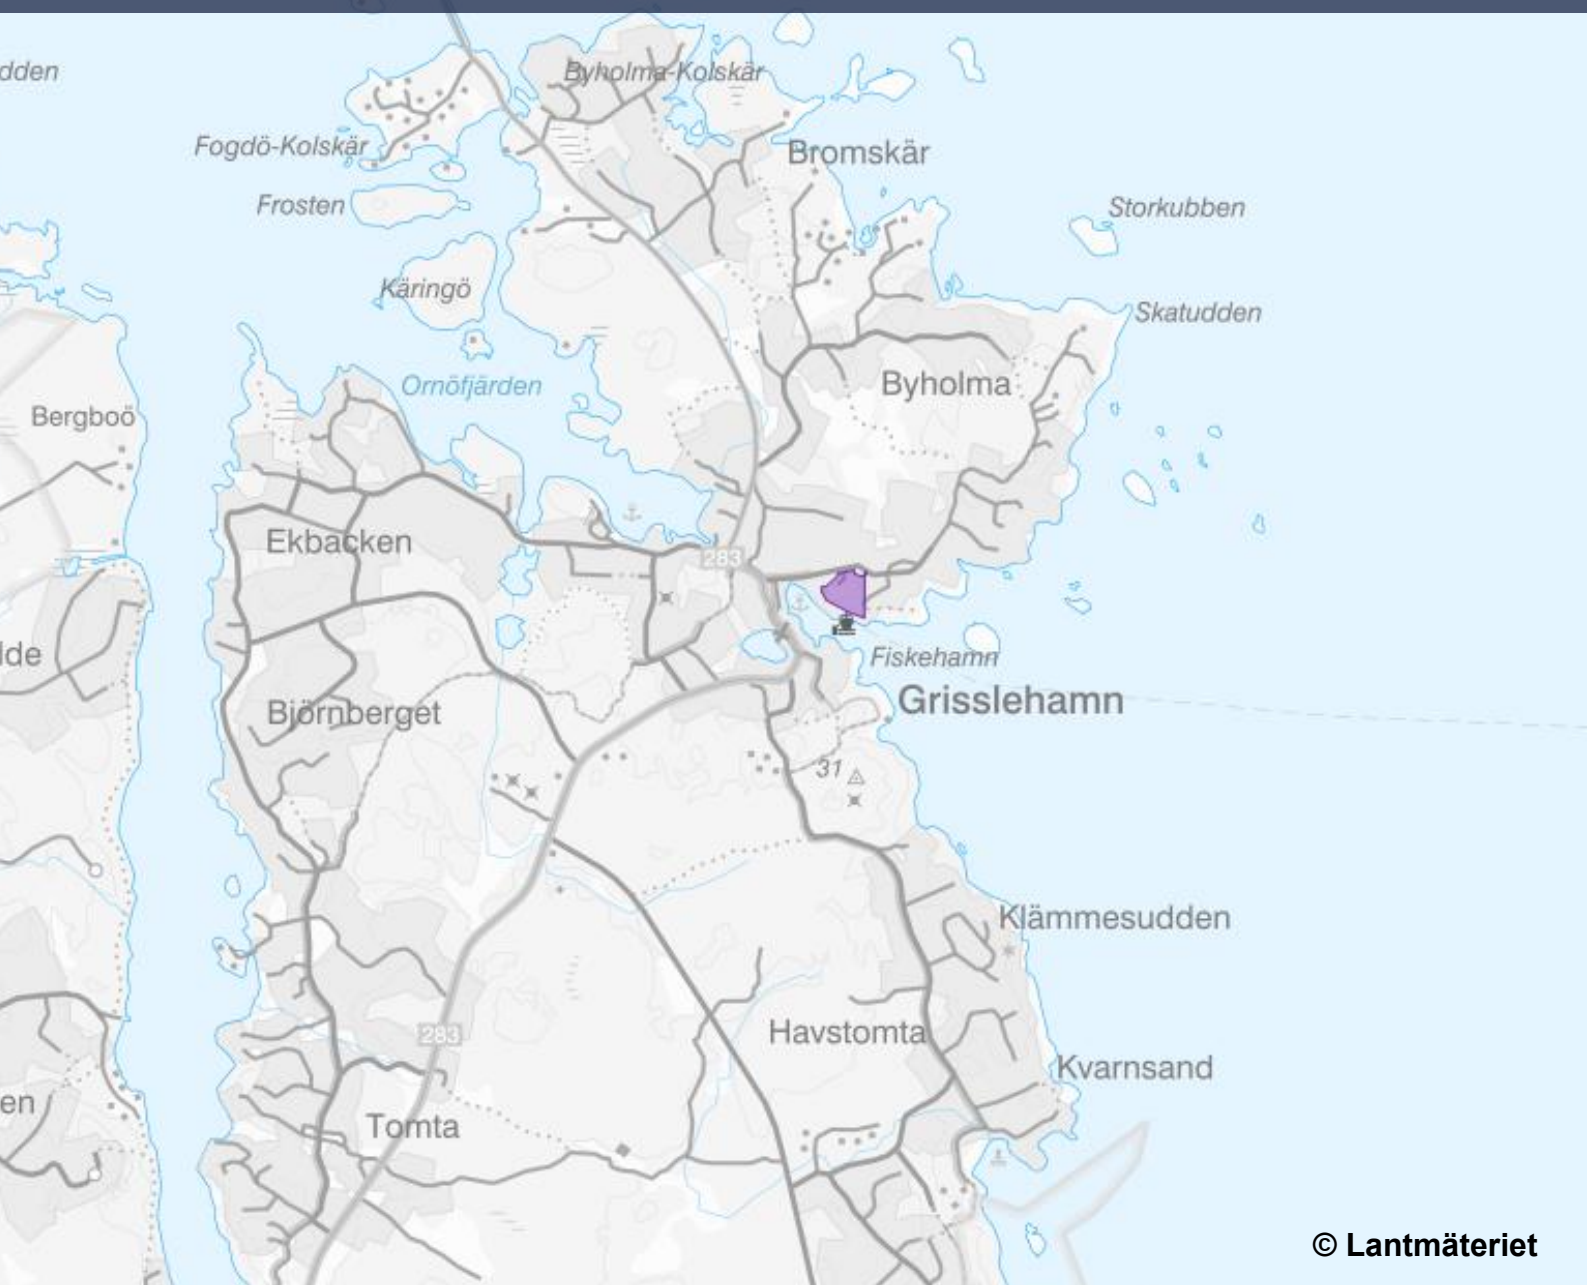 dden
Byholma-Kolskär
Fogdö-Kolskär
Bromskär
Frosten
Storkubben
Käringö
Skatudden
Ornöfjärden
Byholma
Bergboö
Ekbacken
283
lde
Fiskehamn
Grisslehamn
Björnberget
31
Klämmesudden
283
Havstomta
Kvarnsand
en
Tomta
© Lantmäteriet